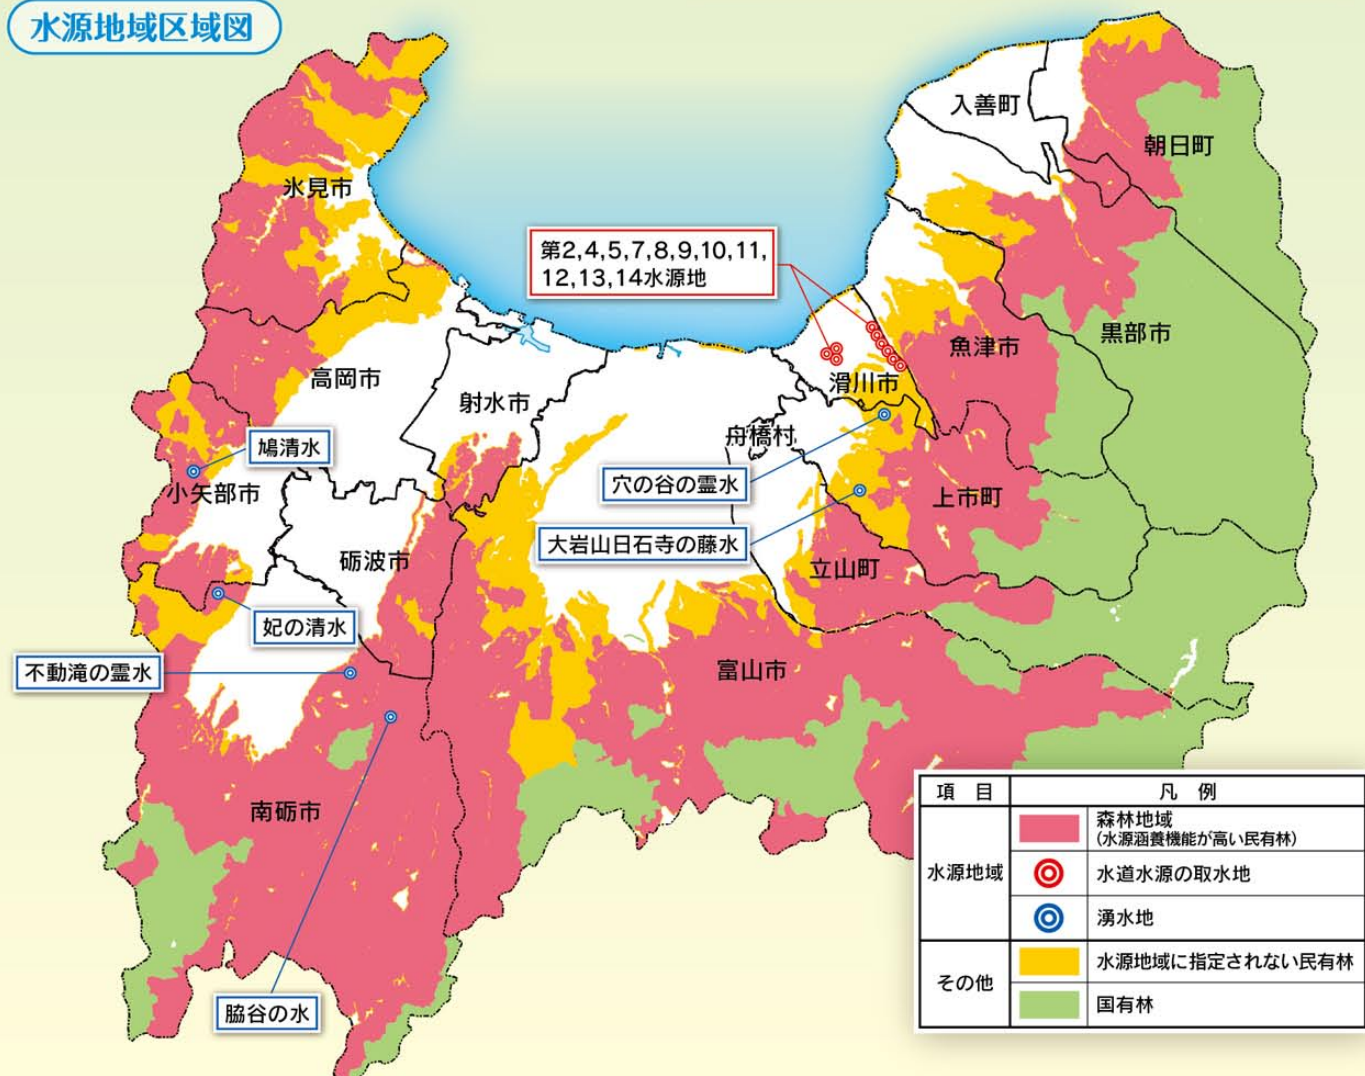 水源地域区域図
入善町
朝日町
氷見市
第2,4,5,7,8,9,10,11,
12,13,14水源地
黒部市
魚津市
高岡市
滑川市
射水市
舟橋村
鳩清水
穴の谷の霊水
小矢部市
上市町
大岩山日石寺の藤水
砺波市
立山町
妃の清水
不動滝の霊水
富山市
南砺市
脇谷の水
項 目 凡 例
水源地域
森林地域
(水源涵養機能が高い民有林)
水道水源の取水地
湧水地
その他
水源地域に指定されない民有林
国有林